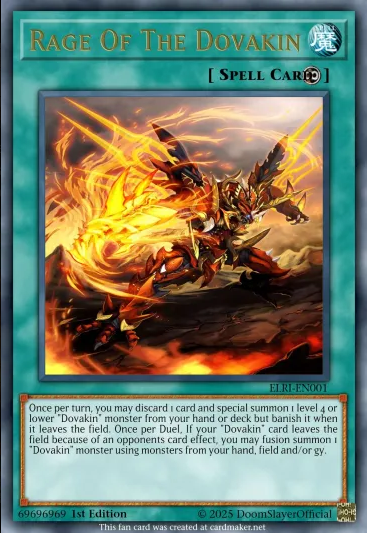 RAGE OF THE DOVAKIN
魔
[ SPELL CARD ]
ELRI-EN001
Once per turn, you may discard 1 card and special summon 1 level 4 or
lower "Dovakin" monster from your hand or deck but banish it when
it leaves the field. Once per Duel, If your "Dovakin" card leaves the
field because of an opponents card effect, you may fusion summon 1
"Dovakin" monster using monsters from your hand, field and/or gy.
69696969 1st Edition © 2025 DoomSlayerOfficial
This fan card was created at cardmaker.net